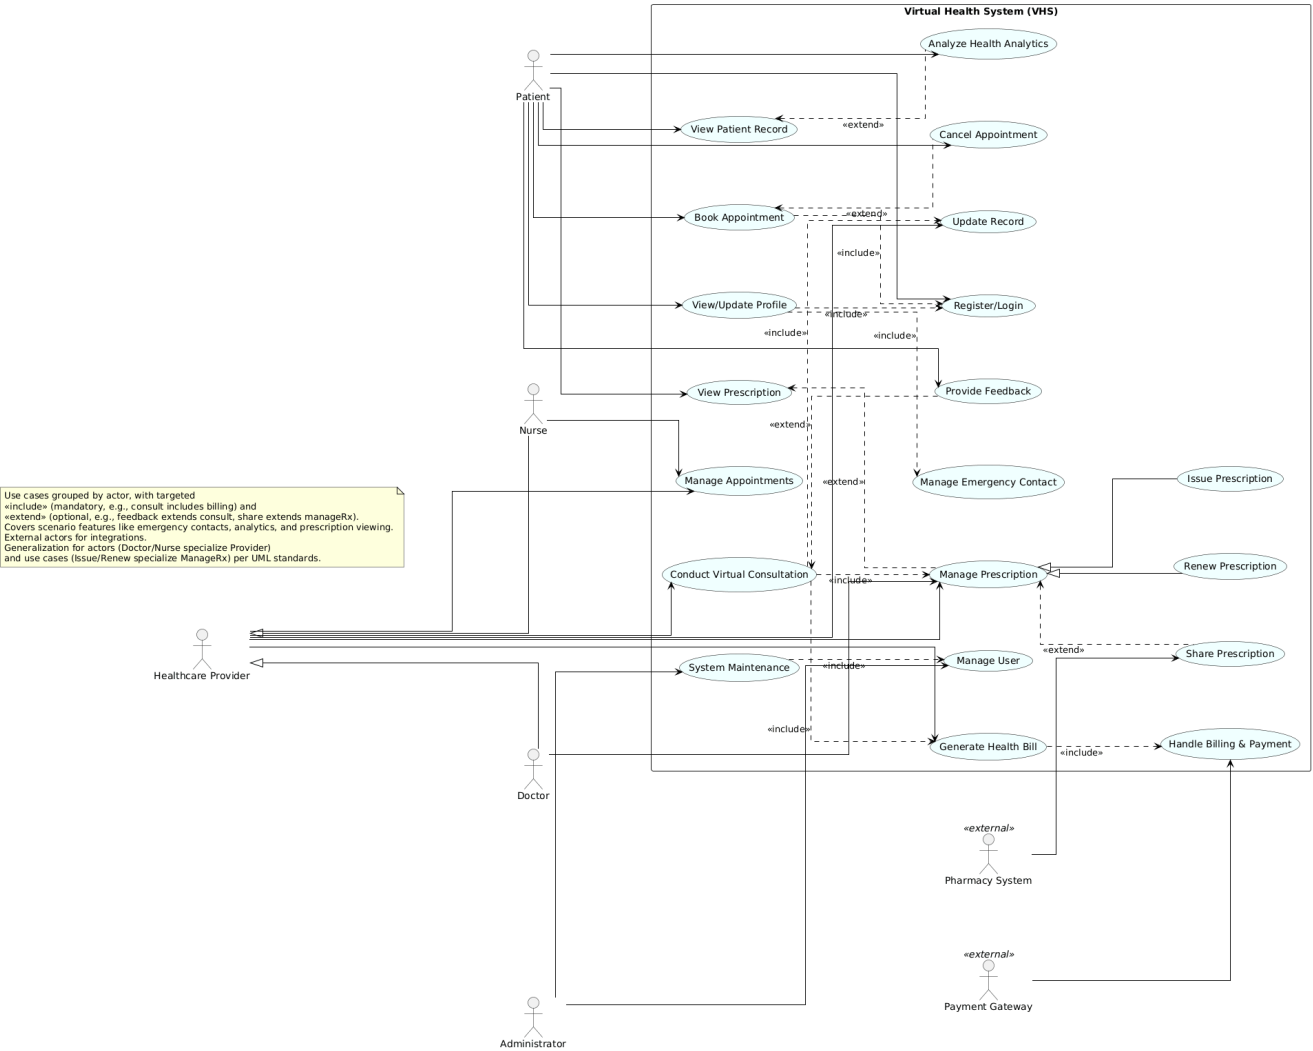 Virtual Health System (VHS)
Analyze Health Analytics
Patient
View Patient Record
«extend»
Cancel Appointment
Book Appointment
«extend»
Update Record
«include»
View/Update Profile
Register/Login
«include»
«include»
«include»
View Prescription
Provide Feedback
Nurse
«extend»
Manage Appointments
«extend»
Manage Emergency Contact
Issue Prescription
Use cases grouped by actor, with targeted
«include» (mandatory, e.g., consult includes billing) and
«extend» (optional, e.g., feedback extends consult, share extends manageRx).
Covers scenario features like emergency contacts, analytics, and prescription viewing.
External actors for integrations.
Generalization for actors (Doctor/Nurse specialize Provider)
and use cases (Issue/Renew specialize ManageRx) per UML standards.
Conduct Virtual Consultation
«include»
Manage Prescription
Renew Prescription
Healthcare Provider
System Maintenance
«include»
Manage User
«extend»
Share Prescription
«include»
Generate Health Bill
«include»
Handle Billing & Payment
Doctor
«external»
Pharmacy System
«external»
Payment Gateway
Administrator